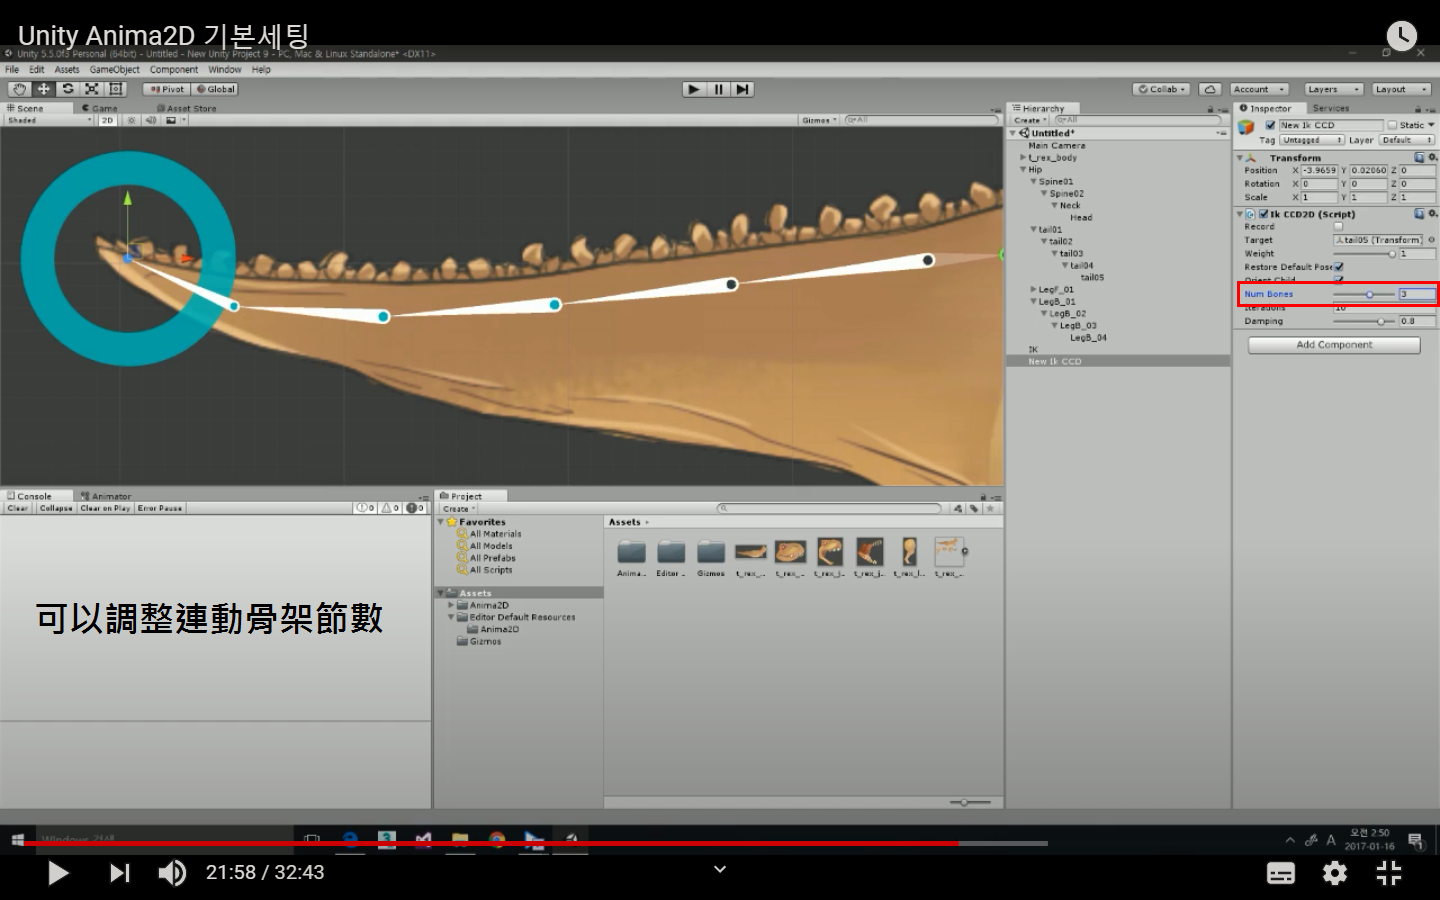 Unity Anima2D 기본세팅
Unity 5.5.0f3 Personal (64bit) - Untitled - New Unity Project 9 - PC, Mac & Linux Standalone* <DX11>
File Edit Assets GameObject Component Window Help
Pivot Global
Collab Account Layers Layout
Scene Game Asset Store
Shaded 2D Gizmos All
Hierarchy
Create All
Untitled*
Main Camera
t_rex_body
Hip
Spine01
Spine02
Neck
Head
tail01
tail02
tail03
tail04
tail05
LegF_01
LegB_01
LegB_02
LegB_03
LegB_04
IK
New Ik CCD
Inspector Services
New Ik CCD Static
Tag Untagged Layer Default
Transform
Position X -3.9659 Y 0.02060 Z 0
Rotation X 0 Y 0 Z 0
Scale X 1 Y 1 Z 1
Ik CCD2D (Script)
Record
Target tail05 (Transform)
Weight 1
Restore Default Pose
Orient Child
Num Bones 3
Iterations 10
Damping 0.8
Add Component
Console Animator
Clear Collapse Clear on Play Error Pause 0 0 0
可以調整連動骨架節數
Project
Create
Favorites
All Materials
All Models
All Prefabs
All Scripts
Assets
Anima2D
Editor Default Resources
Anima2D
Gizmos
Assets
Anima... Editor ... Gizmos t_rex_... t_rex_... t_rex_j... t_rex_j... t_rex_l... t_rex_...
Windows 검색
A 오전 2:50
2017-01-16
21:58 / 32:43